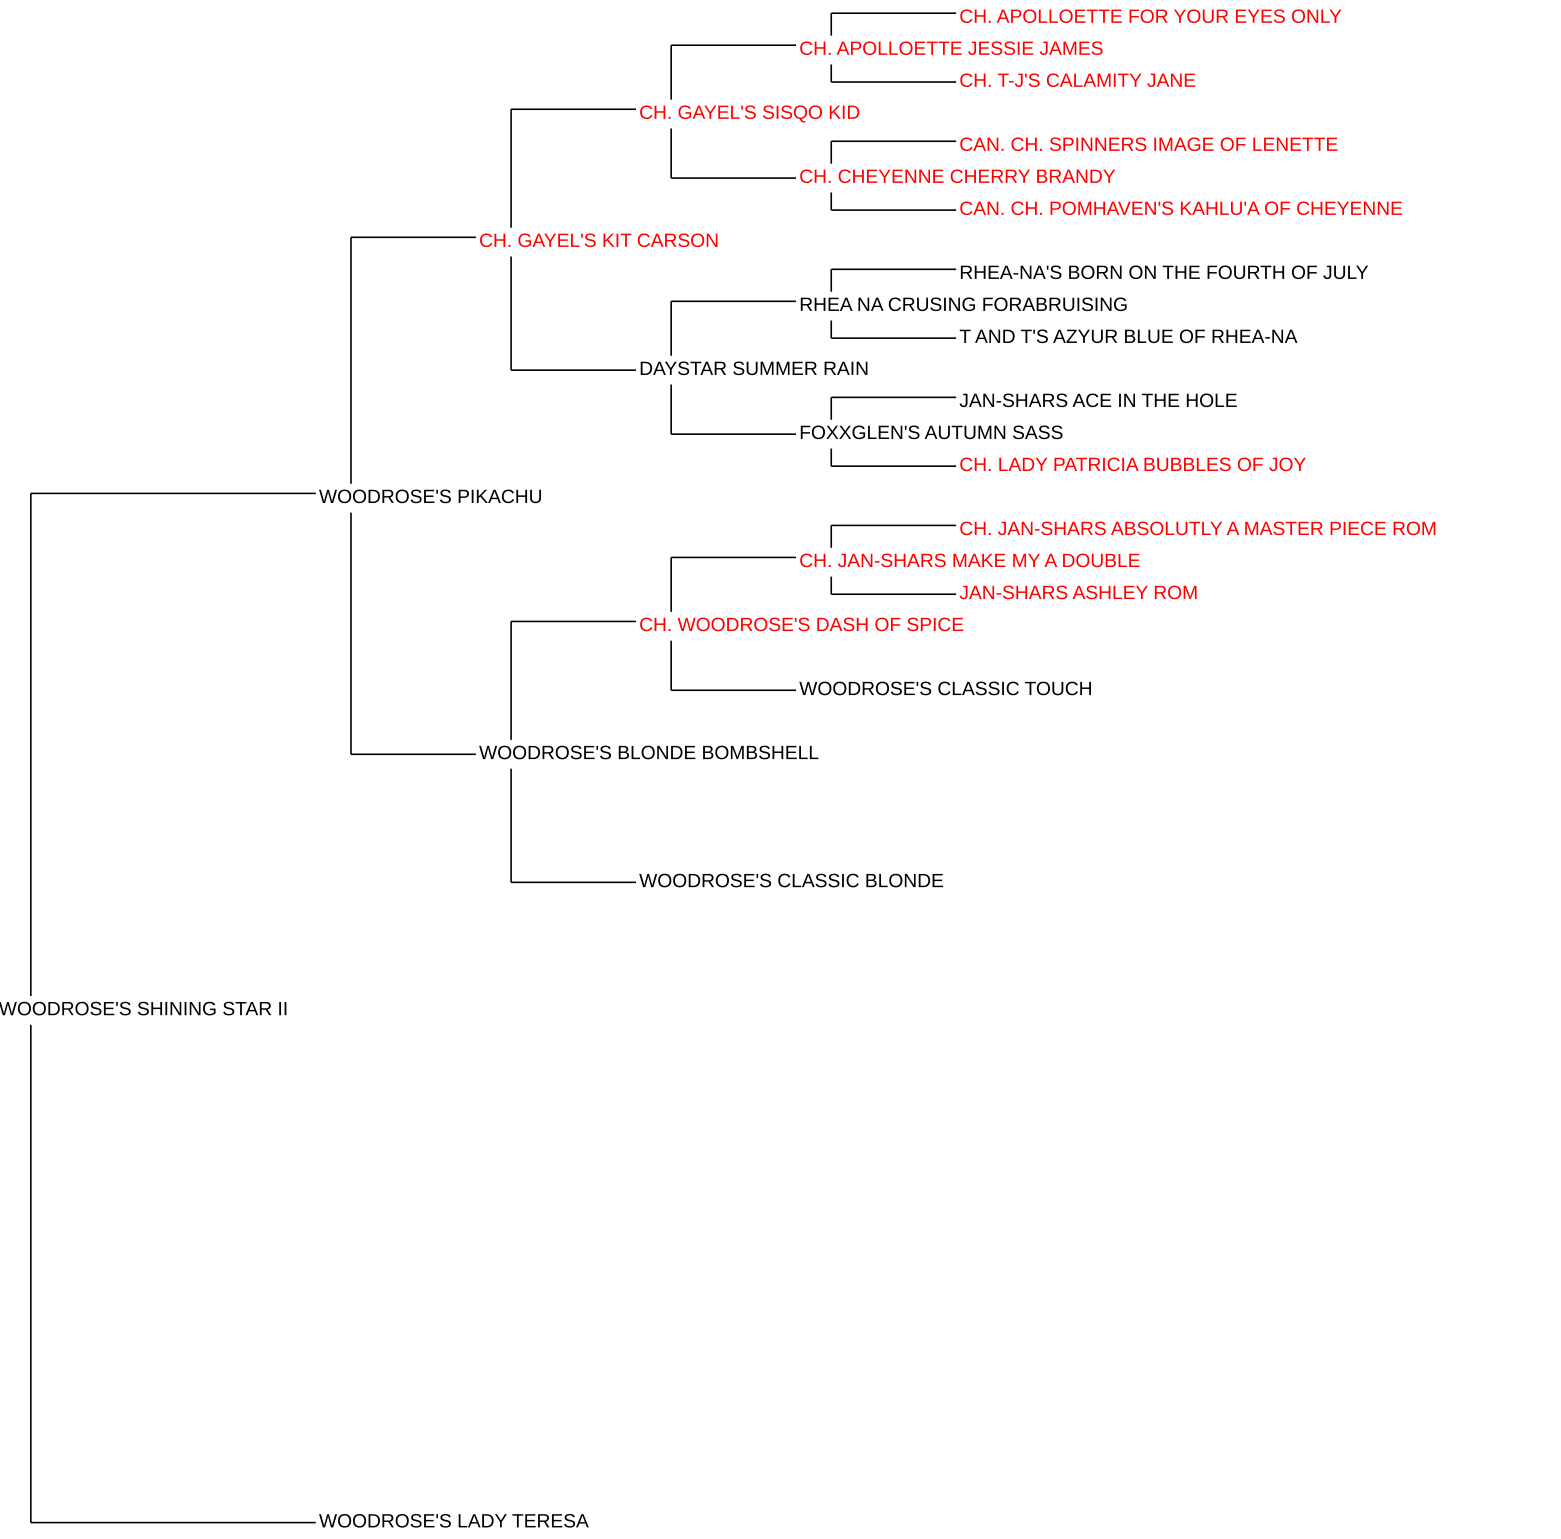 CH. APOLLOETTE FOR YOUR EYES ONLY
CH. APOLLOETTE JESSIE JAMES
CH. T-J'S CALAMITY JANE
CH. GAYEL'S SISQO KID
CAN. CH. SPINNERS IMAGE OF LENETTE
CH. CHEYENNE CHERRY BRANDY
CAN. CH. POMHAVEN'S KAHLU'A OF CHEYENNE
CH. GAYEL'S KIT CARSON
RHEA-NA'S BORN ON THE FOURTH OF JULY
RHEA NA CRUSING FORABRUISING
T AND T'S AZYUR BLUE OF RHEA-NA
DAYSTAR SUMMER RAIN
JAN-SHARS ACE IN THE HOLE
FOXXGLEN'S AUTUMN SASS
CH. LADY PATRICIA BUBBLES OF JOY
WOODROSE'S PIKACHU
CH. JAN-SHARS ABSOLUTLY A MASTER PIECE ROM
CH. JAN-SHARS MAKE MY A DOUBLE
JAN-SHARS ASHLEY ROM
CH. WOODROSE'S DASH OF SPICE
WOODROSE'S CLASSIC TOUCH
WOODROSE'S BLONDE BOMBSHELL
WOODROSE'S CLASSIC BLONDE
WOODROSE'S SHINING STAR II
WOODROSE'S LADY TERESA